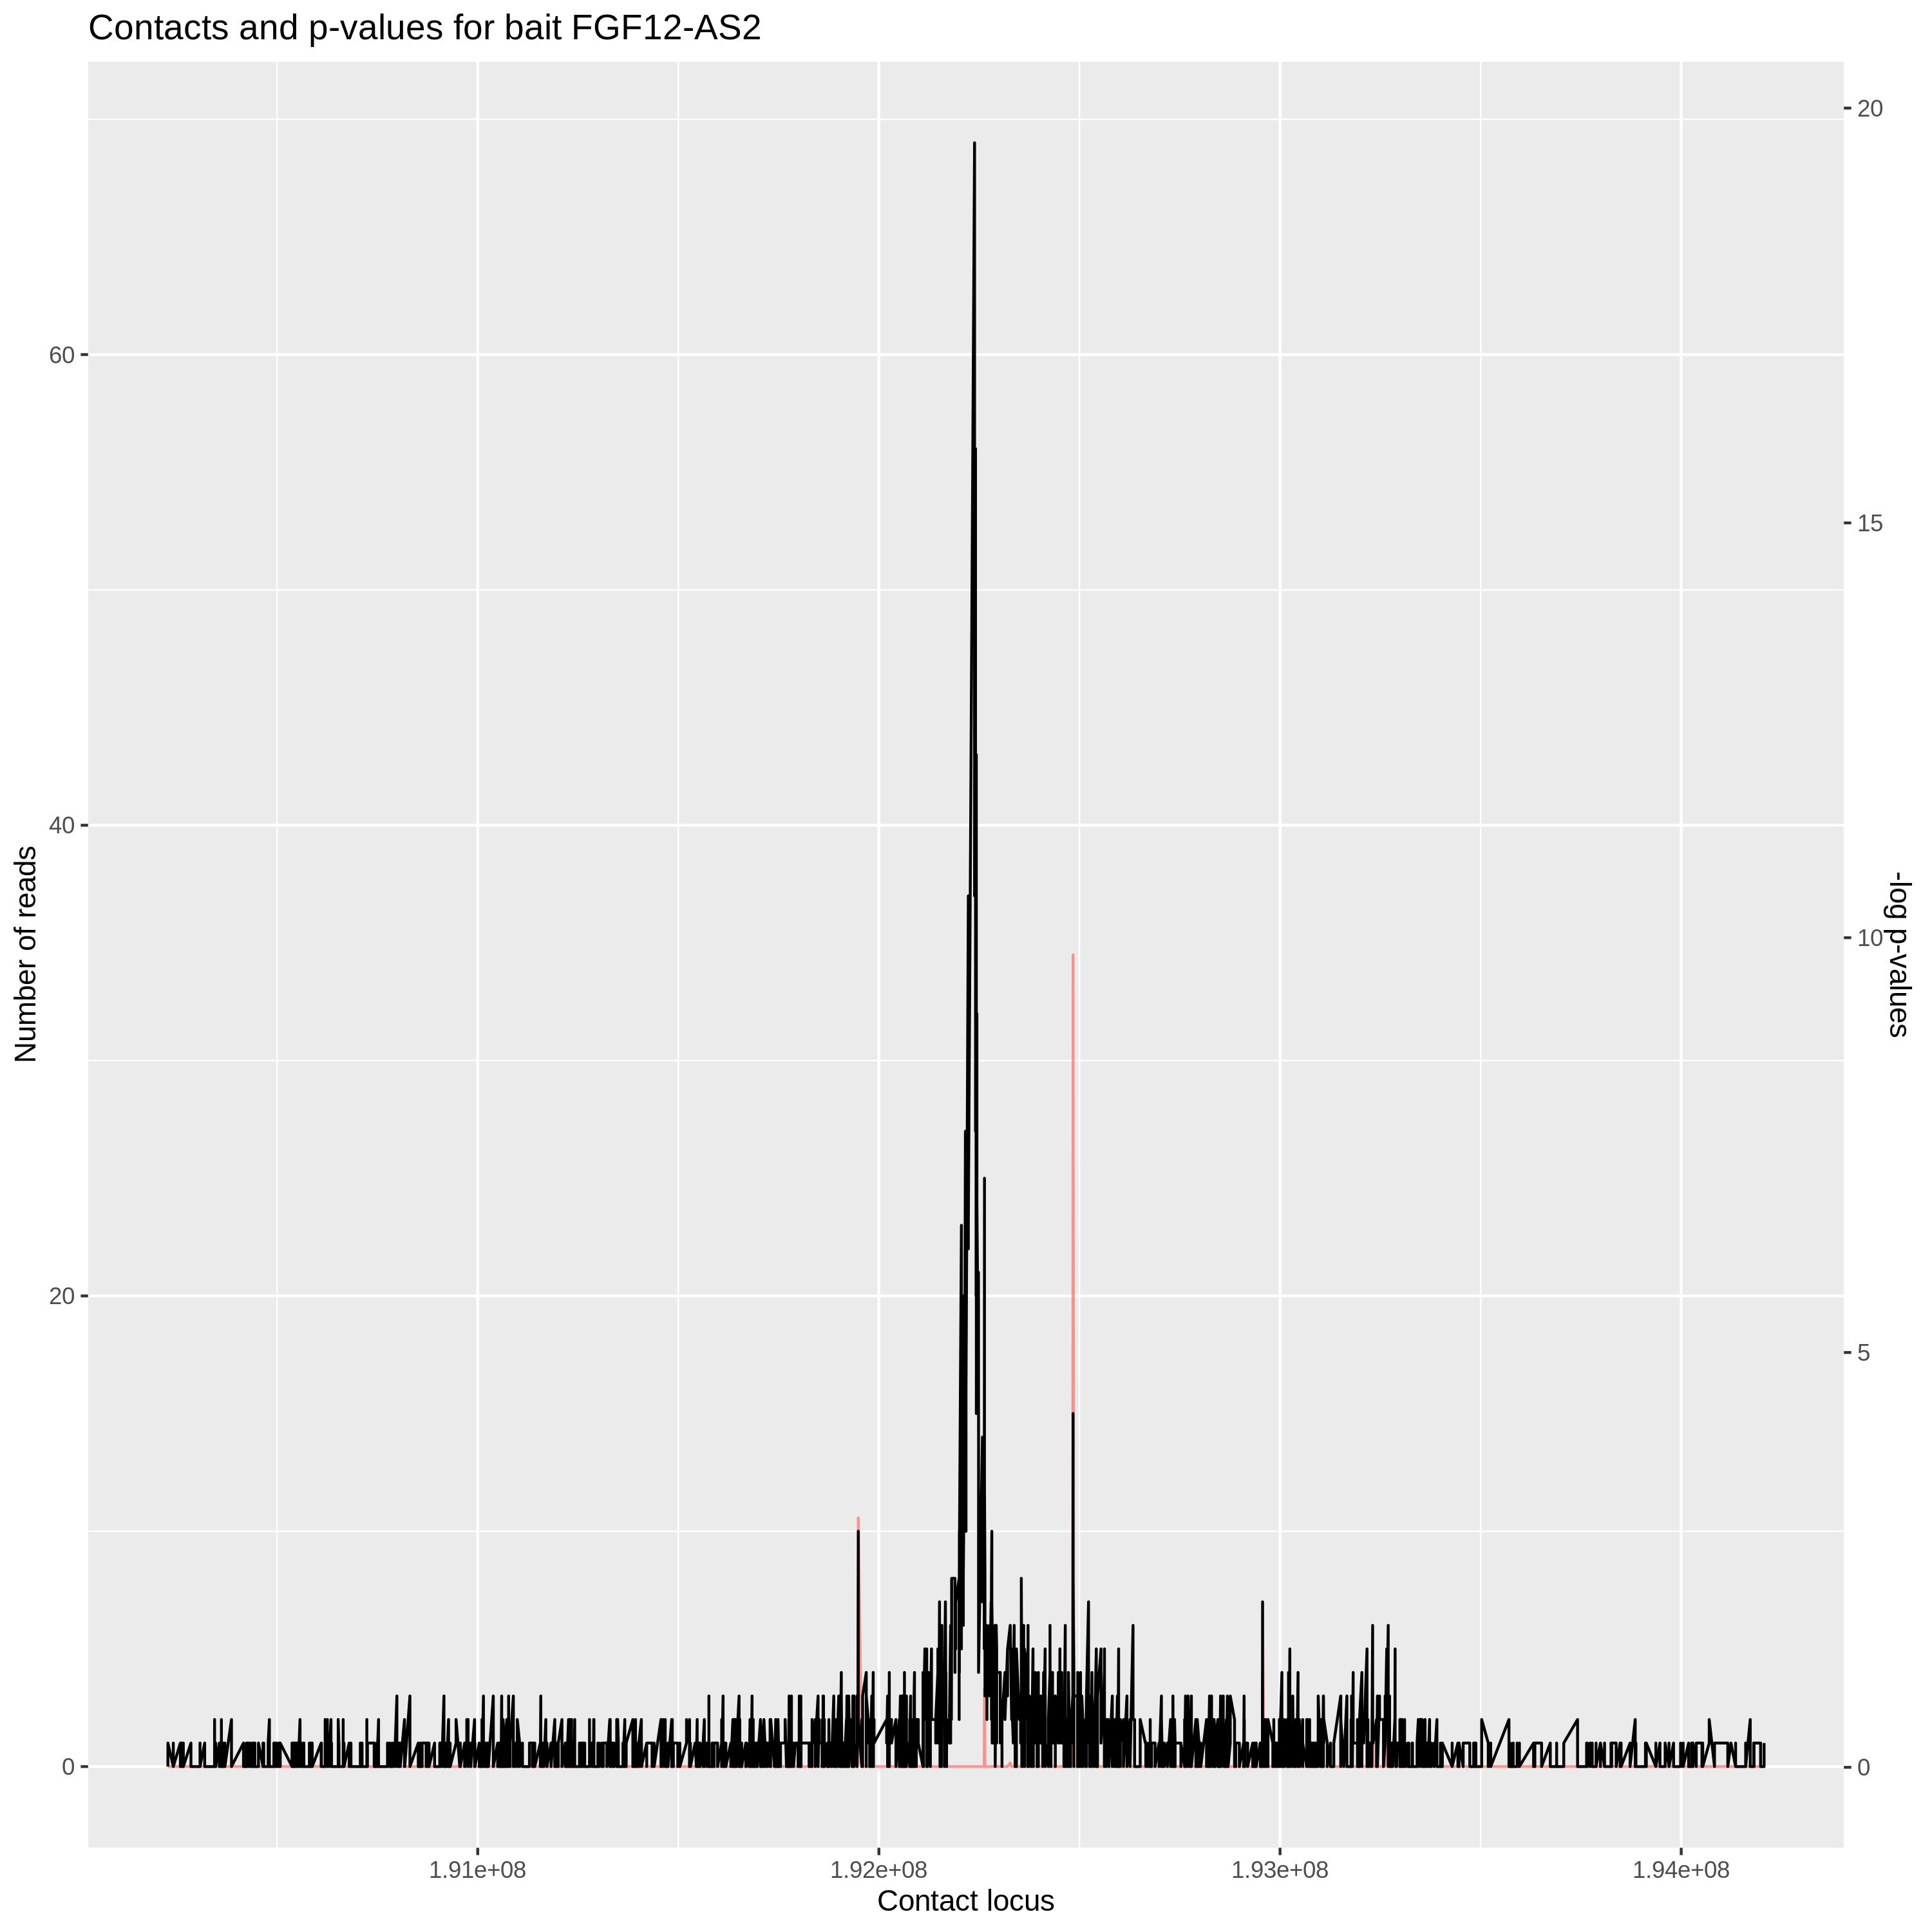 Contacts and p-values for bait FGF12-AS2
Number of reads
60
40
20
0
20
15
10
5
0
-log p-values
1.91e+08
1.92e+08
1.93e+08
1.94e+08
Contact locus